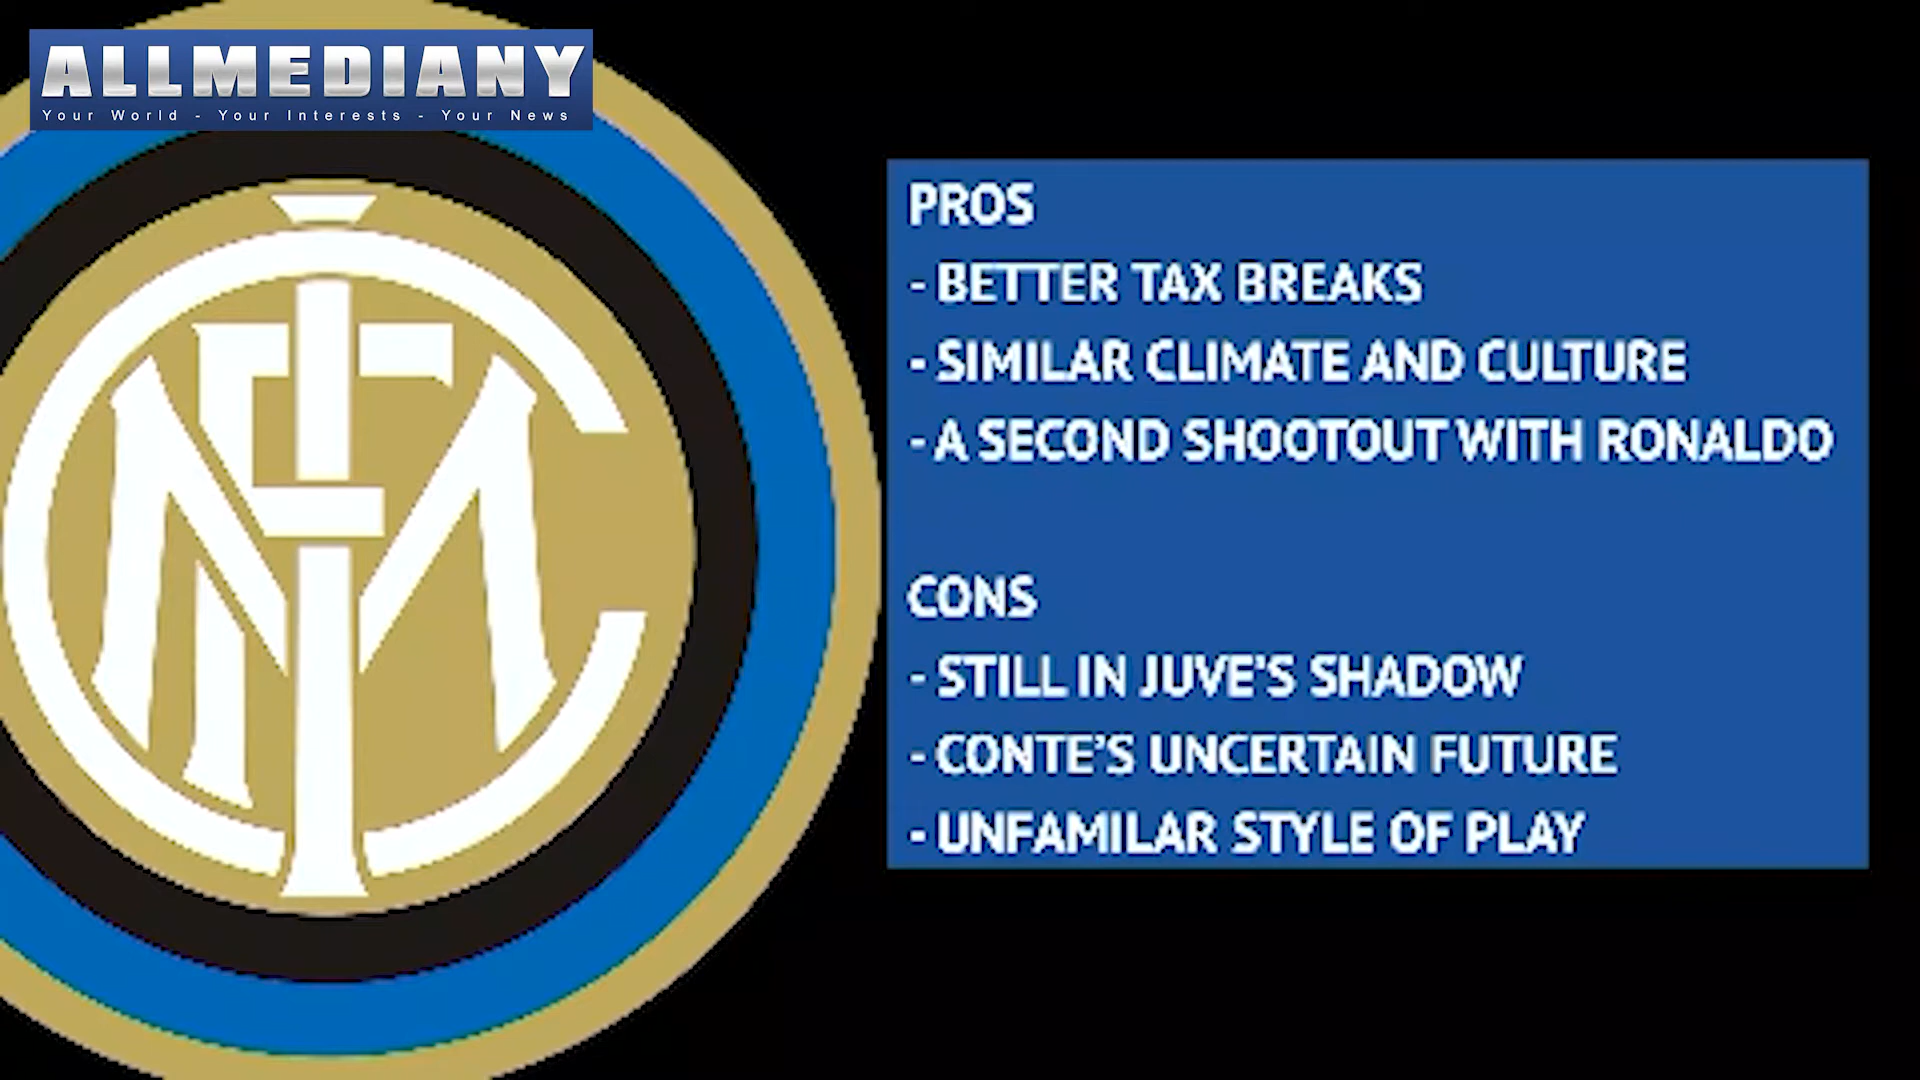 ALLMEDIANY
Your World - Your Interests - Your News
PROS
- BETTER TAX BREAKS
- SIMILAR CLIMATE AND CULTURE
- A SECOND SHOOTOUT WITH RONALDO
CONS
- STILL IN JUVE'S SHADOW
- CONTE'S UNCERTAIN FUTURE
- UNFAMILAR STYLE OF PLAY